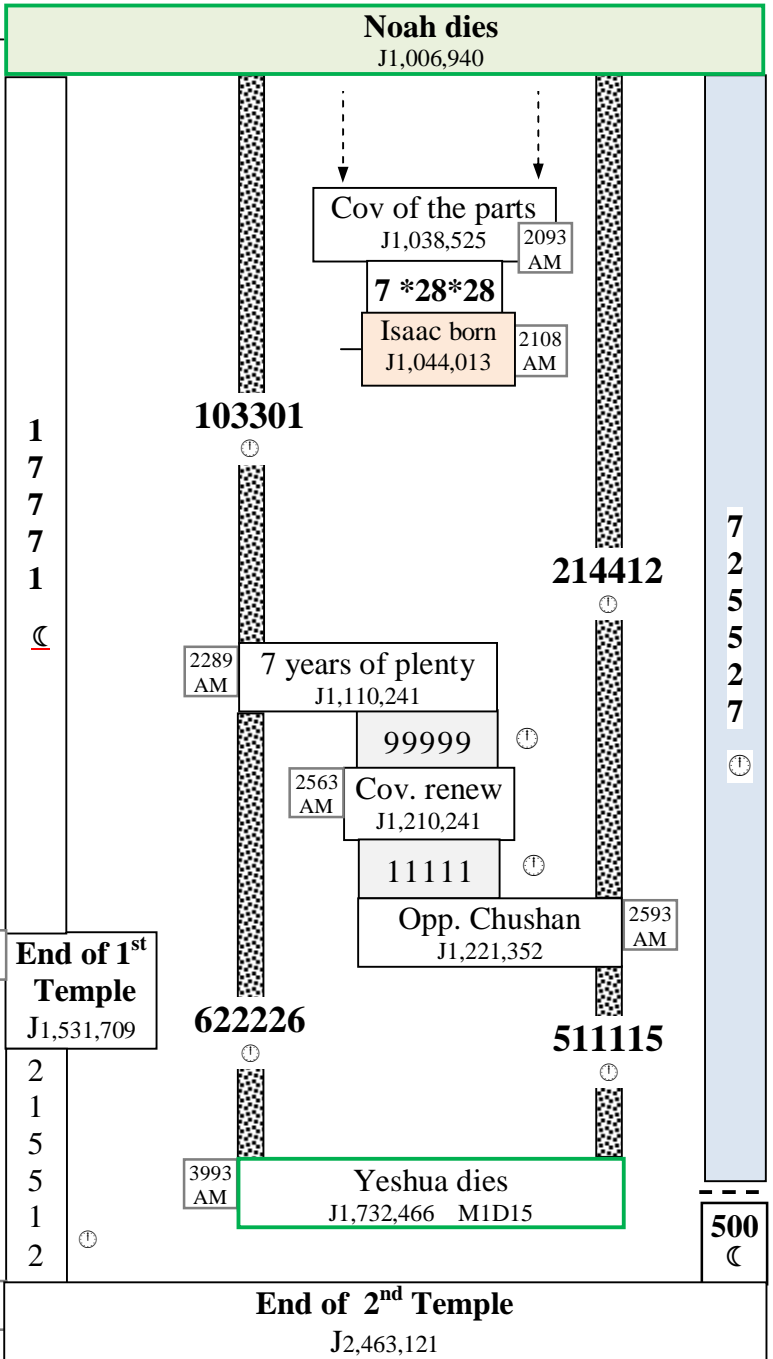 Noah dies
J1,006,940
Cov of the parts
J1,038,525
2093
AM
7 *28*28
Isaac born
J1,044,013
2108
AM
103301
1
7
7
7
1
☾
214412
7
2
5
5
2
7
2289
AM
7 years of plenty
J1,110,241
99999
2563
AM
Cov. renew
J1,210,241
11111
Opp. Chushan
J1,221,352
2593
AM
End of 1st
Temple
J1,531,709
622226
511115
2
1
5
5
1
2
3993
AM
Yeshua dies
J1,732,466 M1D15
500
☾
End of 2nd Temple
J2,463,121